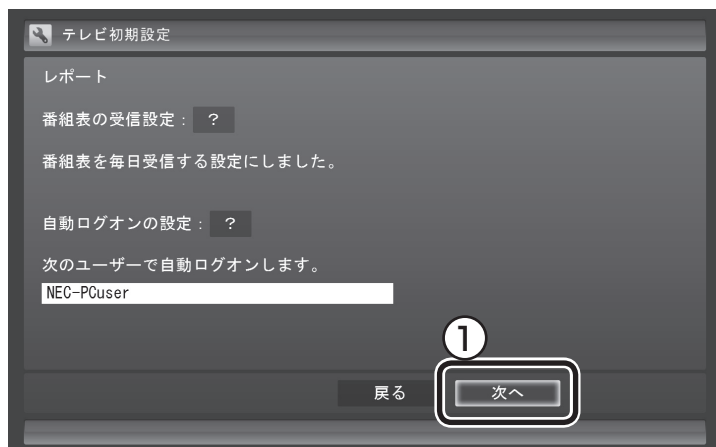 テレビ初期設定
レポート
番組表の受信設定： ？
番組表を毎日受信する設定にしました。
自動ログオンの設定： ？
次のユーザーで自動ログオンします。
NEC-PCuser
①
戻る 次へ